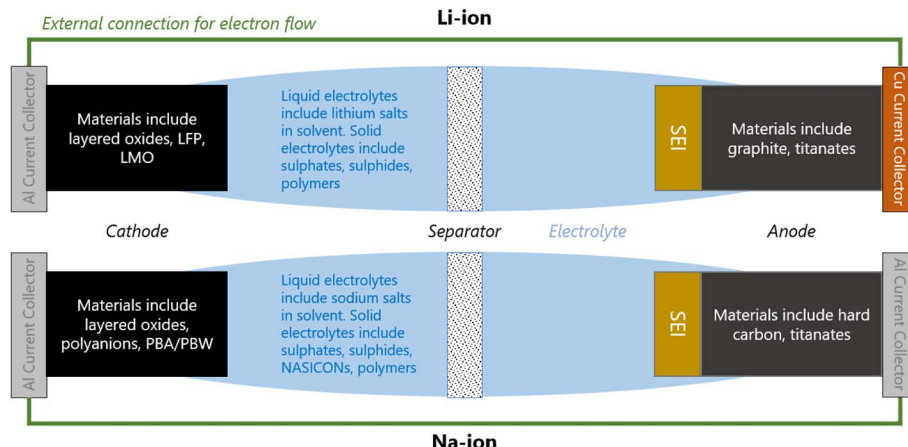 Li-ion
External connection for electron flow
Al Current Collector
Materials include
layered oxides, LFP,
LMO
Liquid electrolytes
include lithium salts
in solvent. Solid
electrolytes include
sulphates, sulphides,
polymers
SEI
Materials include
graphite, titanates
Cu Current Collector
Cathode
Separator
Electrolyte
Anode
Al Current Collector
Materials include
layered oxides,
polyanions, PBA/PBW
Liquid electrolytes
include sodium salts
in solvent. Solid
electrolytes include
sulphates, sulphides,
NASICONs, polymers
SEI
Materials include hard
carbon, titanates
Al Current Collector
Na-ion